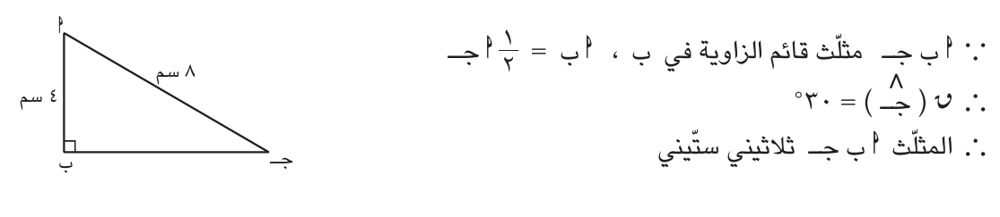 ∵ أ ب جـ مثلّث قائم الزاوية في ب ، أ ب = ١/٢ أ جـ
∴ ن ( جـ̂ ) = ٣٠°
∴ المثلّث أ ب جـ ثلاثيني ستّيني
أ
٨ سم
٤ سم
ب
جـ